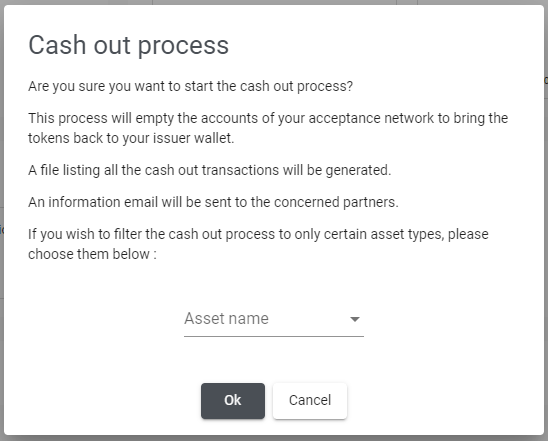 Cash out process
Are you sure you want to start the cash out process?
This process will empty the accounts of your acceptance network to bring the
tokens back to your issuer wallet.
A file listing all the cash out transactions will be generated.
An information email will be sent to the concerned partners.
If you wish to filter the cash out process to only certain asset types, please
choose them below :
Asset name
Ok
Cancel